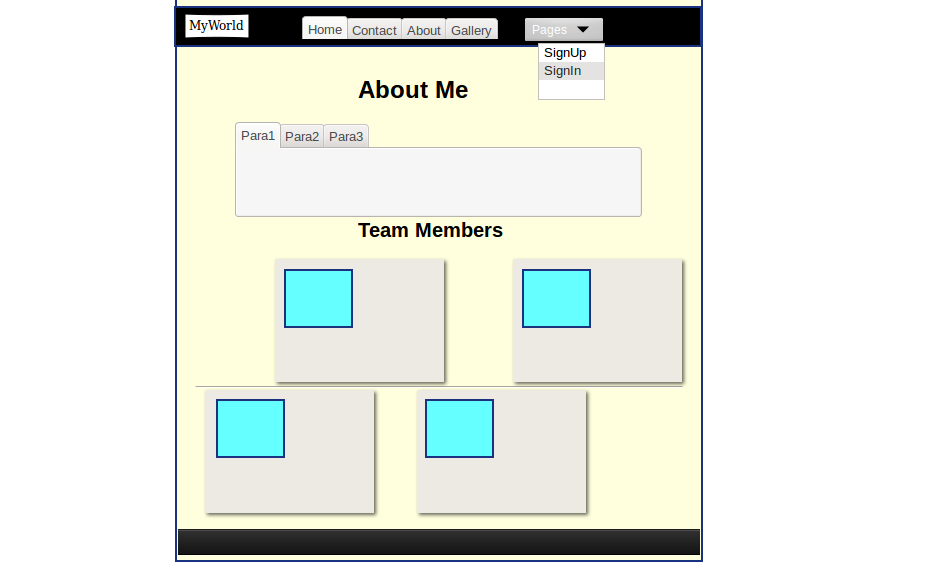 MyWorld Home Contact About Gallery Pages
SignUp
SignIn
About Me
Para1 Para2 Para3
Team Members